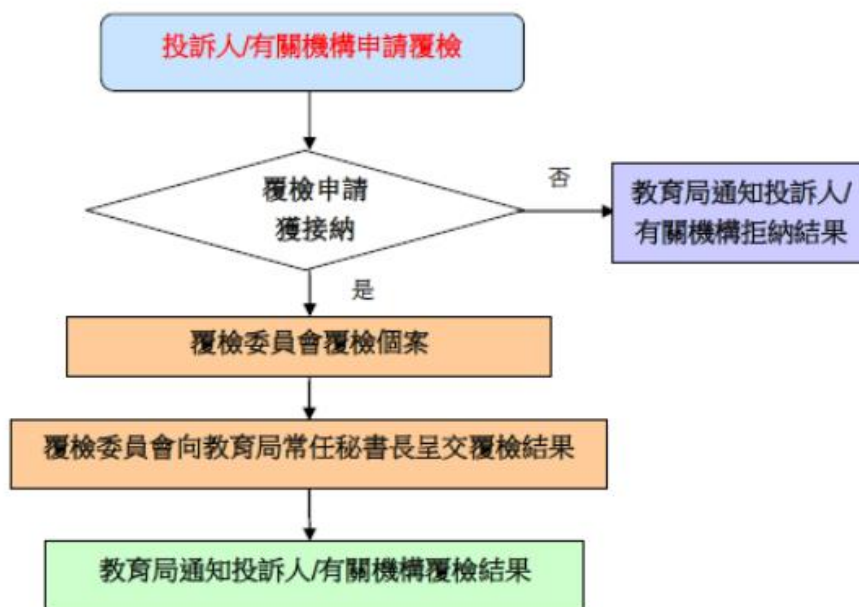 投訴人/有關機構申請覆檢
覆檢申請
獲接納
否
教育局通知投訴人/
有關機構拒納結果
是
覆檢委員會覆檢個案
覆檢委員會向教育局常任秘書長呈交覆檢結果
教育局通知投訴人/有關機構覆檢結果